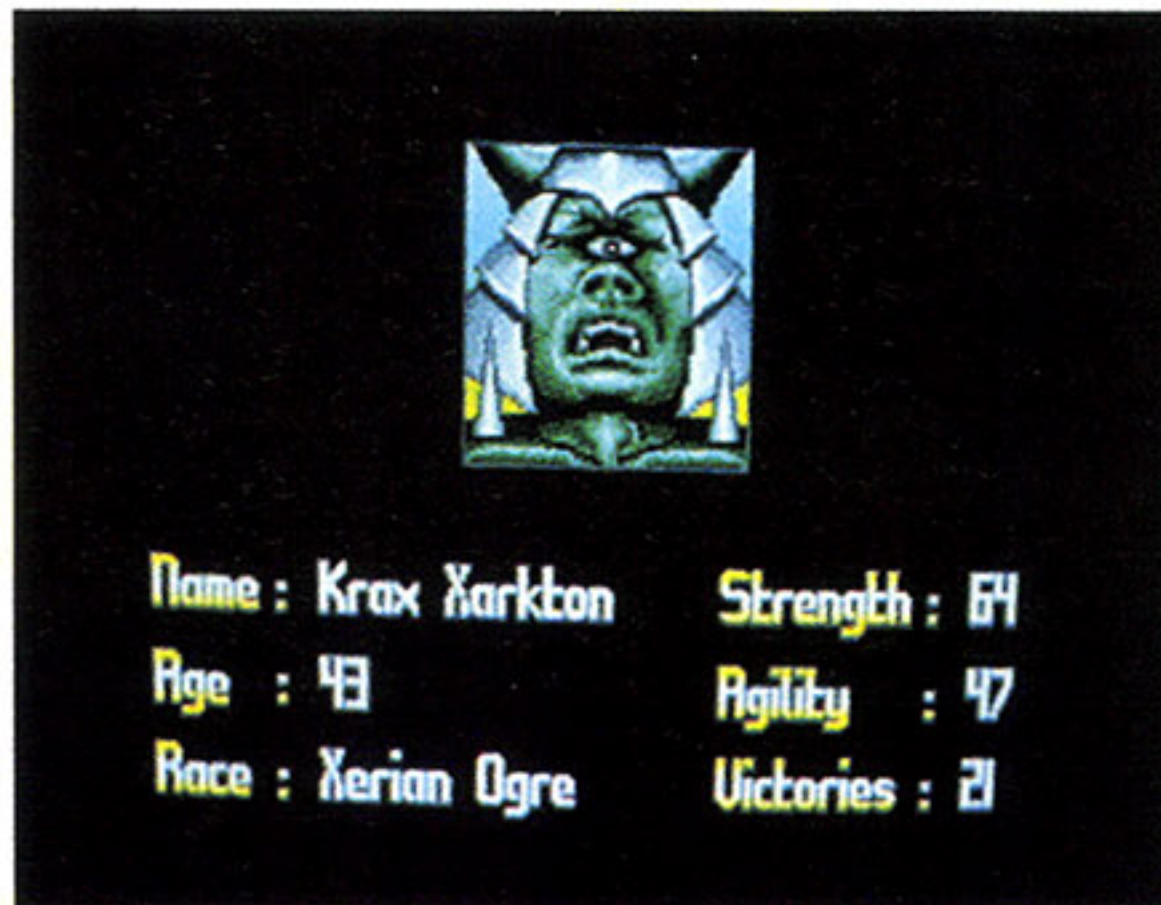 Name : Krax Xarkton
Age : 43
Race : Xerian Ogre
Strength : 64
Agility : 47
Victories : 21